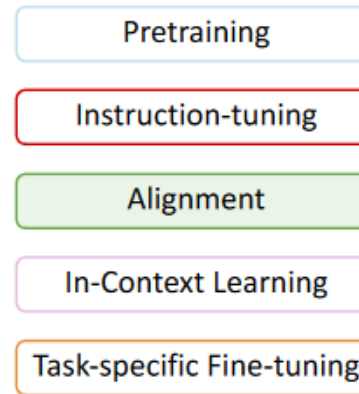 Pretraining
Instruction-tuning
Alignment
In-Context Learning
Task-specific Fine-tuning